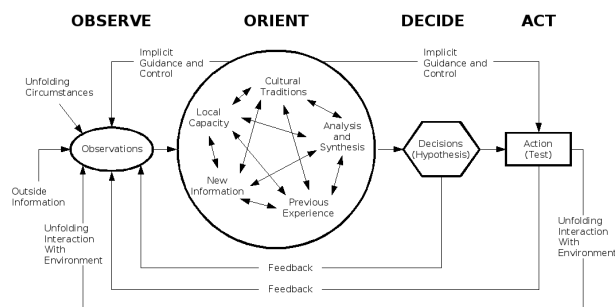 OBSERVE
ORIENT
DECIDE
ACT
Implicit
Guidance and
Control
Implicit
Guidance and
Control
Unfolding
Circumstances
Cultural
Traditions
Local
Capacity
Analysis
and
Synthesis
Observations
Decisions
(Hypothesis)
Action
(Test)
New
Information
Previous
Experience
Outside
Information
Unfolding
Interaction
With
Environment
Unfolding
Interaction
With
Environment
Feedback
Feedback